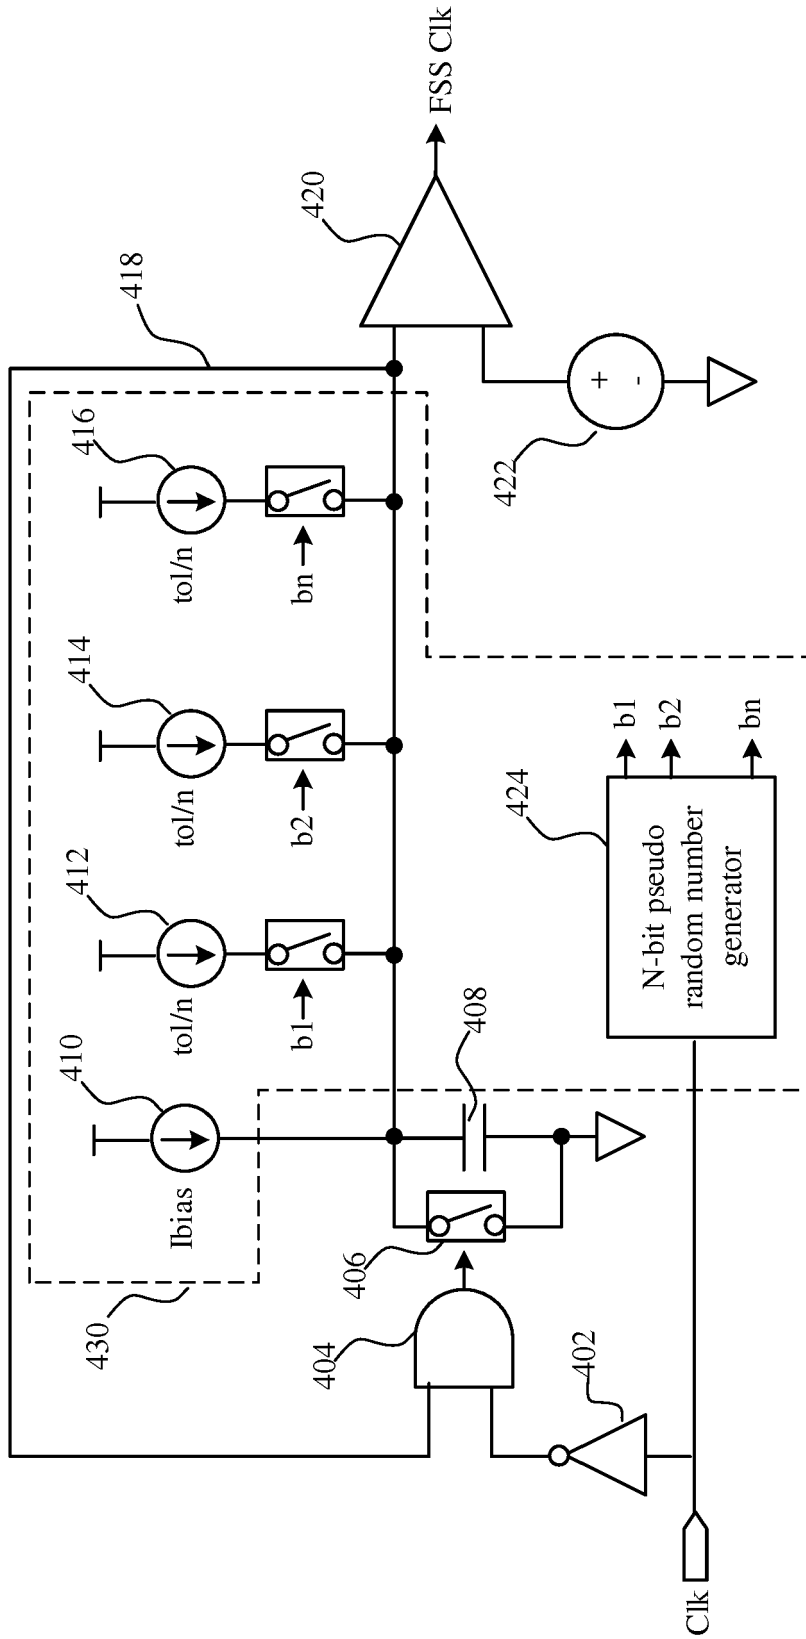 418
FSS Clk
420
416
tol/n
bn
414
tol/n
b2
412
tol/n
b1
410
Ibias
430
408
406
404
402
Clk
422
+
-
424
N-bit pseudo
random number
generator
b1
b2
bn